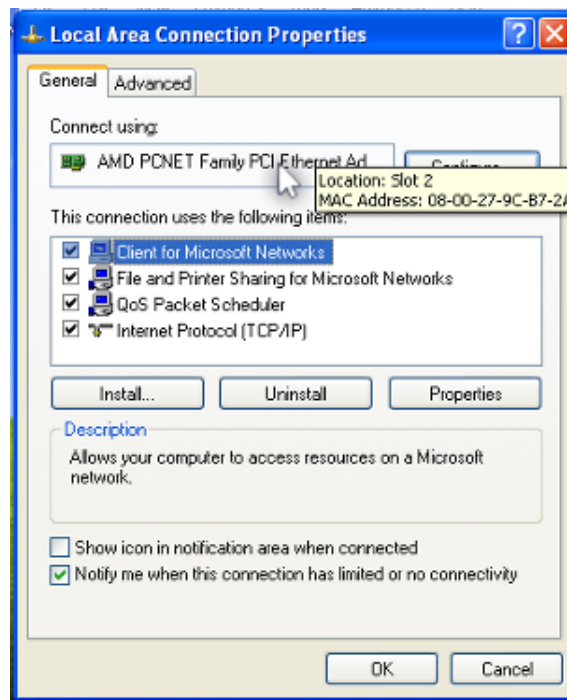 Local Area Connection Properties
General Advanced
Connect using:
AMD PCNET Family PCI Ethernet Ad
Location: Slot 2
MAC Address: 08-00-27-9C-B7-2A
This connection uses the following items:
Client for Microsoft Networks
File and Printer Sharing for Microsoft Networks
QoS Packet Scheduler
Internet Protocol (TCP/IP)
Install... Uninstall Properties
Description
Allows your computer to access resources on a Microsoft
network.
Show icon in notification area when connected
Notify me when this connection has limited or no connectivity
OK Cancel